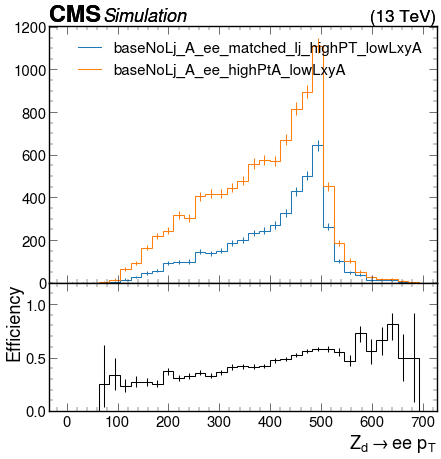 CMS Simulation (13 TeV)
1200
baseNoLj_A_ee_matched_lj_highPT_lowLxyA
baseNoLj_A_ee_highPtA_lowLxyA
1000
800
600
400
200
0
Efficiency
1.0
0.5
0.0
0 100 200 300 400 500 600 700
Z_d → ee p_T